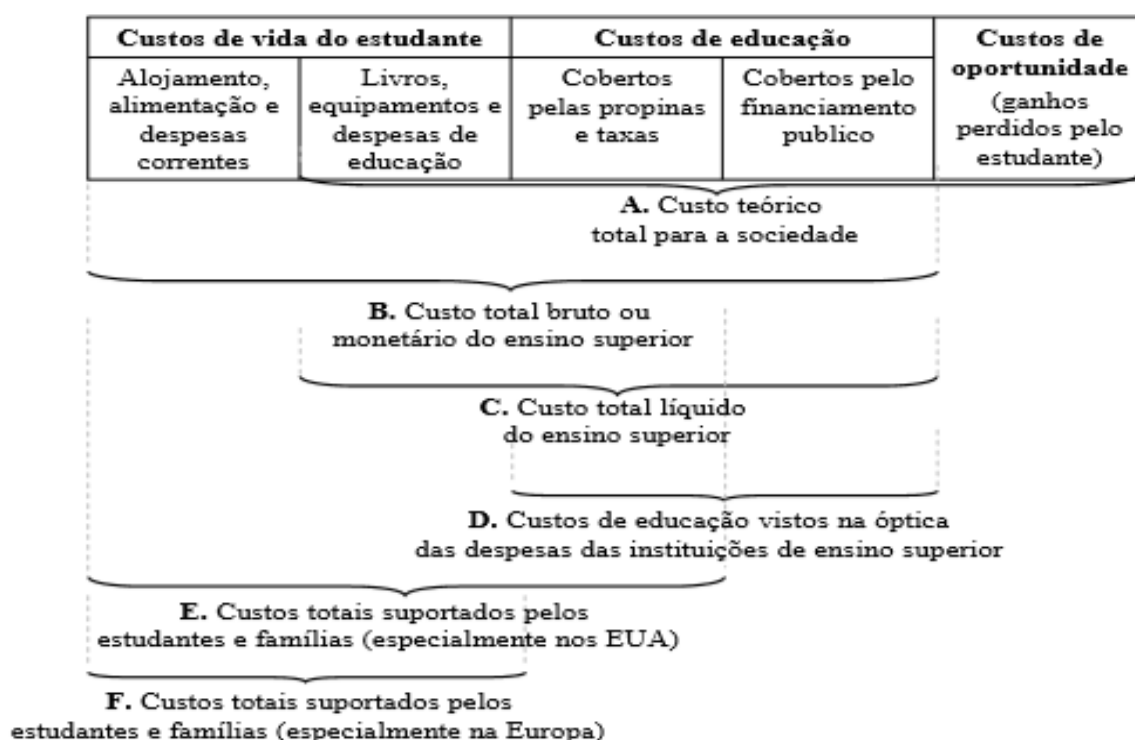 Custos de vida do estudante
Custos de educação
Custos de
oportunidade
(ganhos
perdidos pelo
estudante)
Alojamento,
alimentação e
despesas
correntes
Livros,
equipamentos e
despesas de
educação
Cobertos
pelas propinas
e taxas
Cobertos pelo
financiamento
publico
A. Custo teórico
total para a sociedade
B. Custo total bruto ou
monetário do ensino superior
C. Custo total líquido
do ensino superior
D. Custos de educação vistos na óptica
das despesas das instituições de ensino superior
E. Custos totais suportados pelos
estudantes e famílias (especialmente nos EUA)
F. Custos totais suportados pelos
estudantes e famílias (especialmente na Europa)